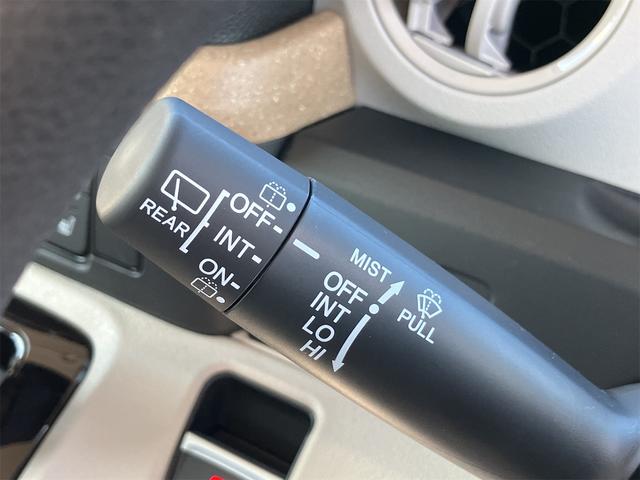 REAR
OFF
INT
ON
MIST
OFF
INT
LO
HI
PULL